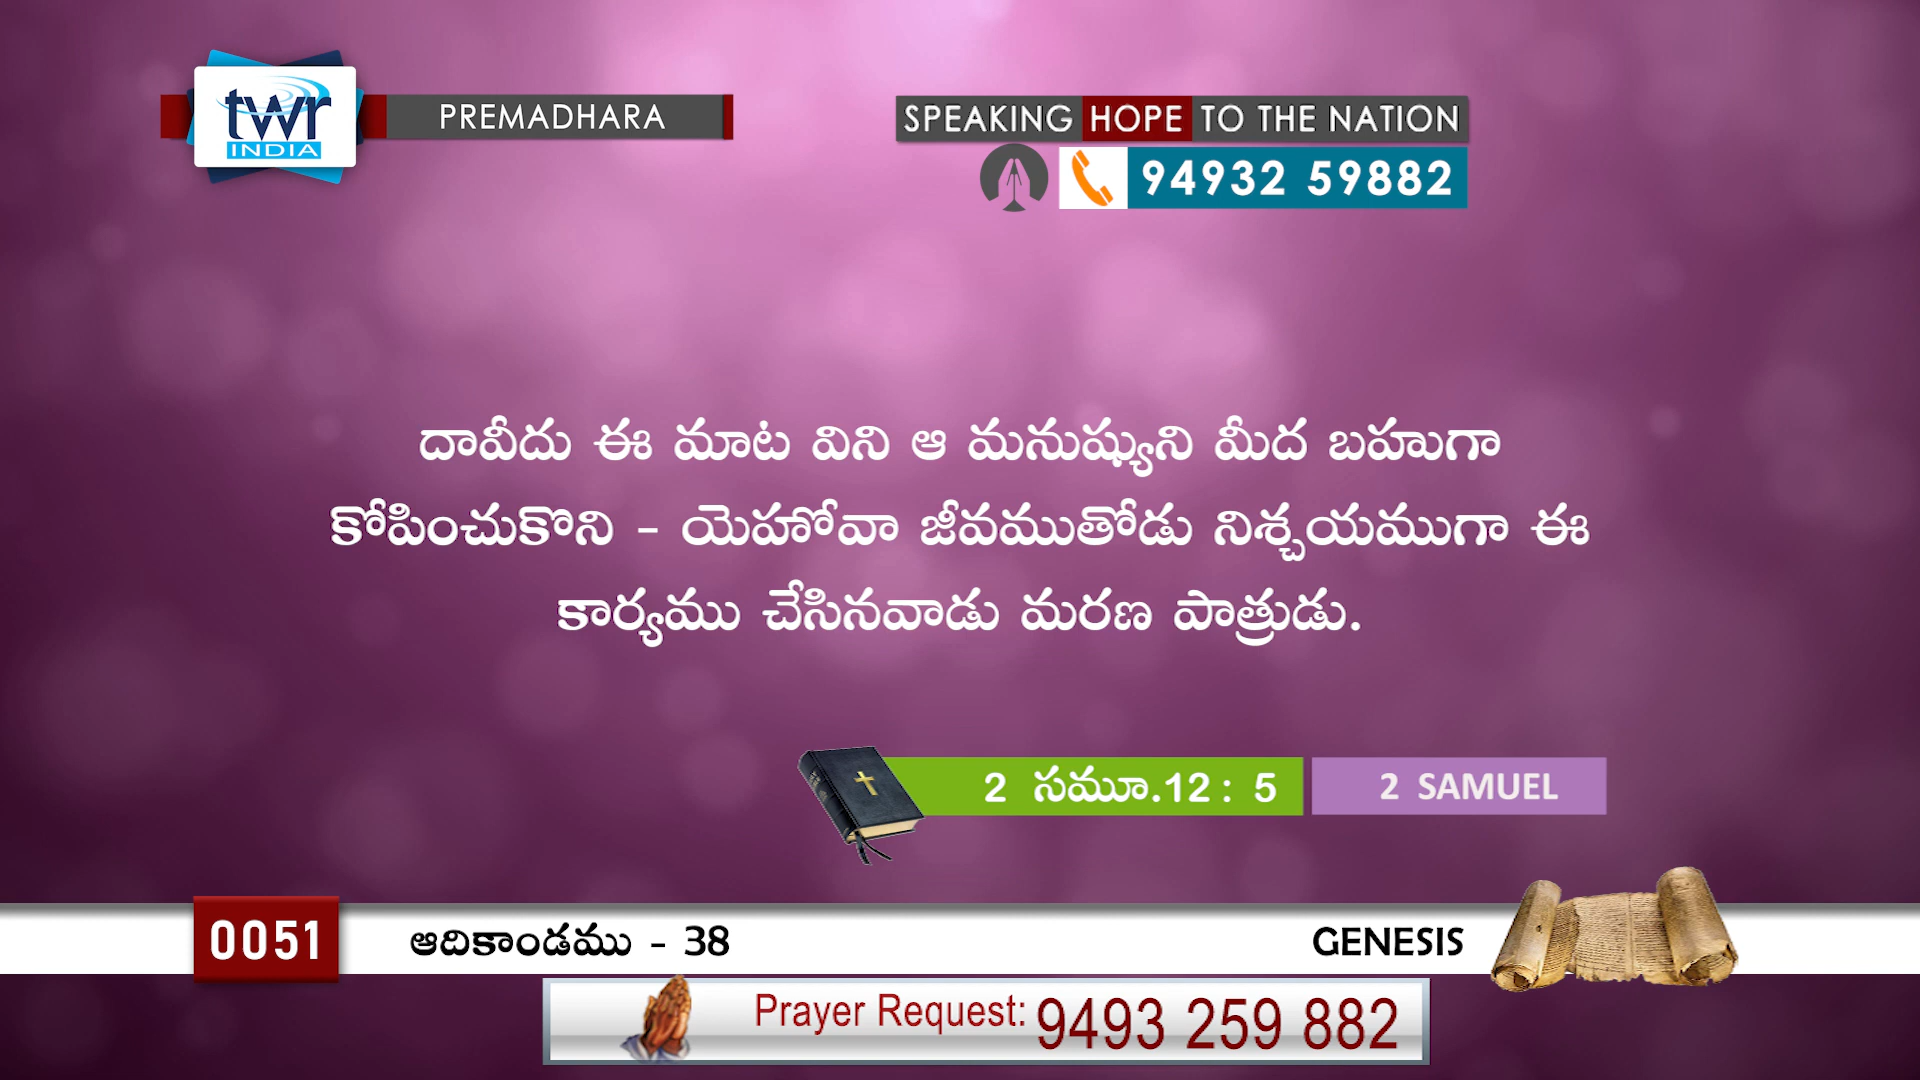 twr
INDIA
PREMADHARA
SPEAKING HOPE TO THE NATION
94932 59882
దావీదు ఈ మాట విని ఆ మనుష్యుని మీద బహుగా
కోపించుకొని - యెహోవా జీవముతోడు నిశ్చయముగా ఈ
కార్యము చేసినవాడు మరణ పాత్రుడు.
2 సమూ.12 : 5
2 SAMUEL
0051
ఆదికాండము - 38
GENESIS
Prayer Request: 9493 259 882